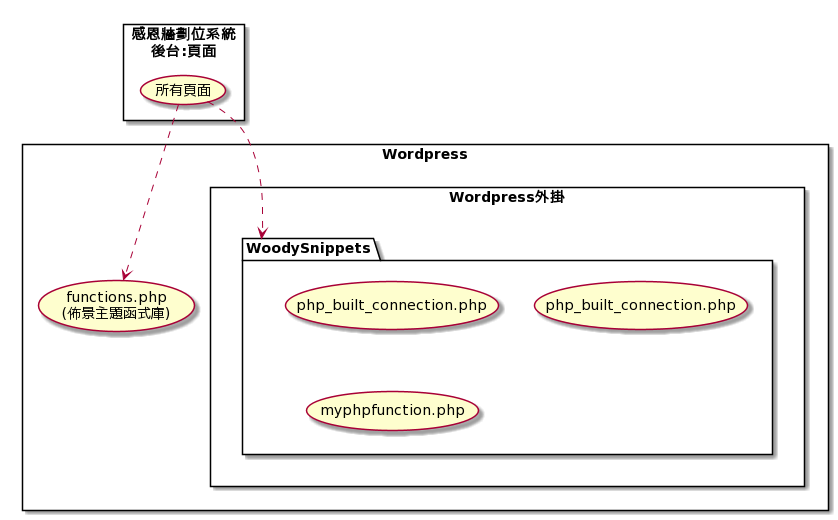 感恩牆劃位系統
後台:頁面
所有頁面
Wordpress
Wordpress外掛
WoodySnippets
functions.php
(佈景主題函式庫)
php_built_connection.php
php_built_connection.php
myphpfunction.php